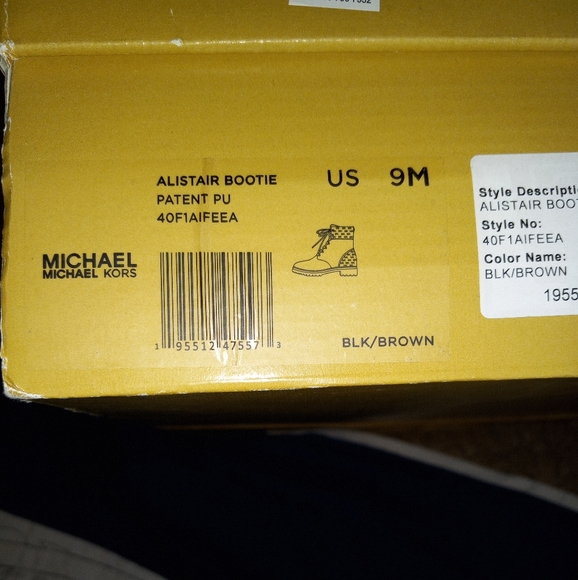 ALISTAIR BOOTIE
PATENT PU
40F1AIFEEA
US 9M
MICHAEL
MICHAEL KORS
1 95512 47557 3
BLK/BROWN
Style Descripti
ALISTAIR BOOT
Style No:
40F1AIFEEA
Color Name:
BLK/BROWN
1955